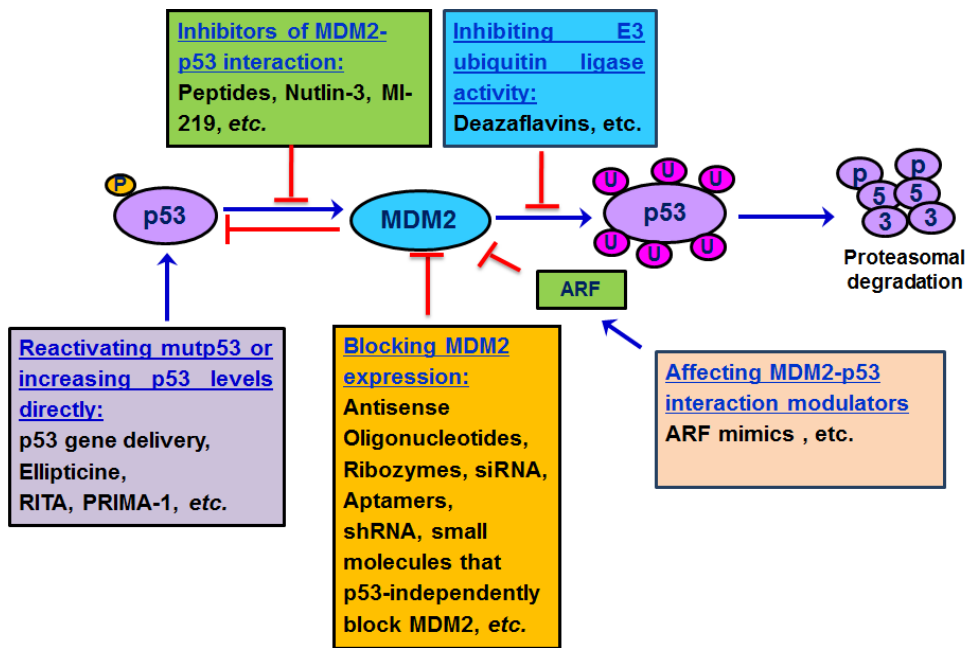 Inhibitors of MDM2-
p53 interaction:
Peptides, Nutlin-3, MI-
219, etc.
Inhibiting E3
ubiquitin ligase
activity:
Deazaflavins, etc.
P
p53
MDM2
U U U
p53
U U U
p p
5 5
3 3
Proteasomal
degradation
ARF
Reactivating mutp53 or
increasing p53 levels
directly:
p53 gene delivery,
Ellipticine,
RITA, PRIMA-1, etc.
Blocking MDM2
expression:
Antisense
Oligonucleotides,
Ribozymes, siRNA,
Aptamers,
shRNA, small
molecules that
p53-independently
block MDM2, etc.
Affecting MDM2-p53
interaction modulators
ARF mimics , etc.